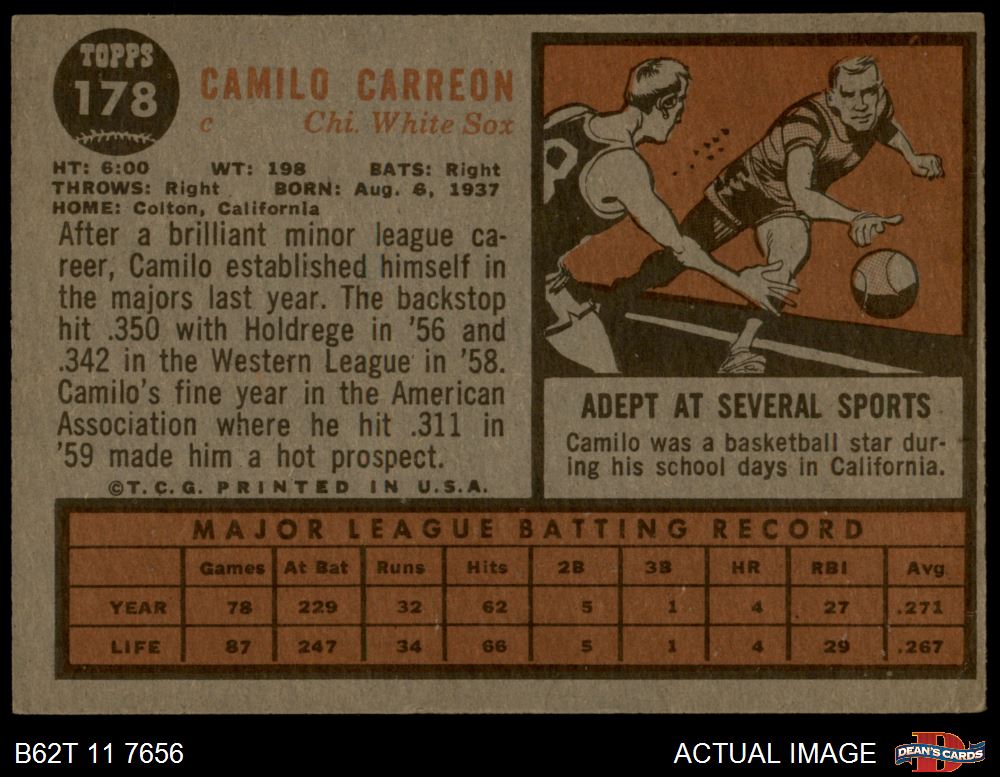 TOPPS
178
CAMILO CARREON
c Chi. White Sox
HT: 6:00 WT: 198 BATS: Right
THROWS: Right BORN: Aug. 6, 1937
HOME: Colton, California
After a brilliant minor league ca-
reer, Camilo established himself in
the majors last year. The backstop
hit .350 with Holdrege in '56 and
.342 in the Western League in '58.
Camilo's fine year in the American
Association where he hit .311 in
'59 made him a hot prospect.
©T.C.G. PRINTED IN U.S.A.
P
ADEPT AT SEVERAL SPORTS
Camilo was a basketball star dur-
ing his school days in California.
MAJOR LEAGUE BATTING RECORD
Games At Bat Runs Hits 2B 3B HR RBI Avg.
YEAR 78 229 32 62 5 1 4 27 .271
LIFE 87 247 34 66 5 1 4 29 .267
B62T 11 7656
ACTUAL IMAGE
D
DEAN'S CARDS